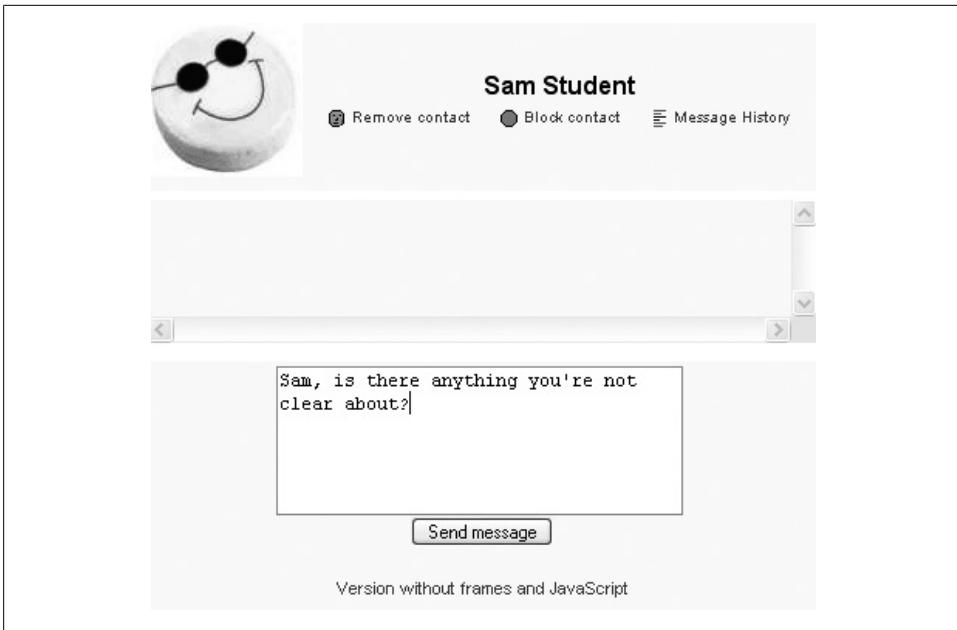 Sam Student
Remove contact Block contact Message History
Sam, is there anything you're not
clear about?
Send message
Version without frames and JavaScript